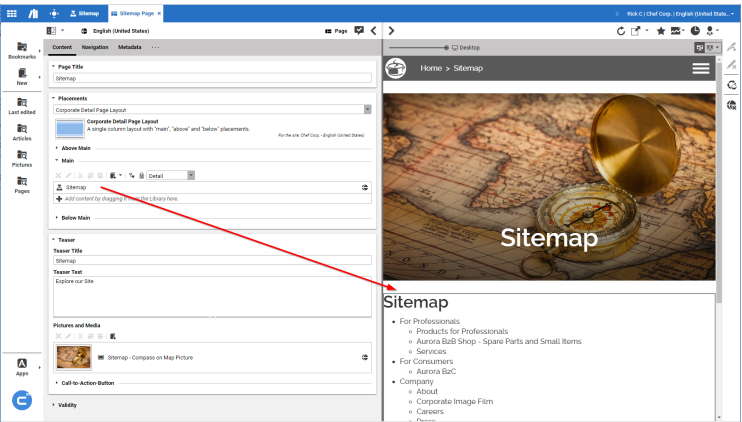 Sitemap
Sitemap Page ×
Rick C | Chef Corp. | English (United State...
English (United States)
Page
Content Navigation Metadata ...
Desktop
Bookmarks
New
Last edited
Articles
Pictures
Pages
Apps
Page Title
Sitemap
Placements
Corporate Detail Page Layout
Corporate Detail Page Layout
A single column layout with "main", "above" and "below" placements.
For the site: Chef Corp. - English (United States)
Above Main
Main
Detail
Sitemap
Add content by dragging it from the Library here.
Below Main
Teaser
Teaser Title
Sitemap
Teaser Text
Explore our Site
Pictures and Media
Sitemap - Compass on Map Picture
Call-to-Action-Button
Validity
Home > Sitemap
Sitemap
Sitemap
• For Professionals
Products for Professionals
Aurora B2B Shop - Spare Parts and Small Items
Services
• For Consumers
Aurora B2C
• Company
About
Corporate Image Film
Careers
Press